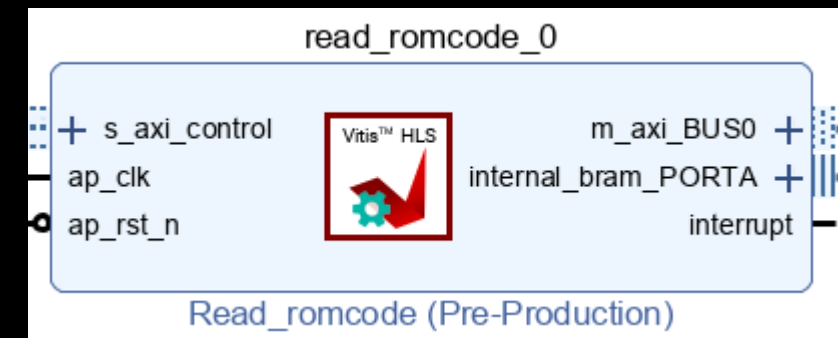 read_romcode_0
s_axi_control
ap_clk
ap_rst_n
Vitis™ HLS
m_axi_BUS0
internal_bram_PORTA
interrupt
Read_romcode (Pre-Production)